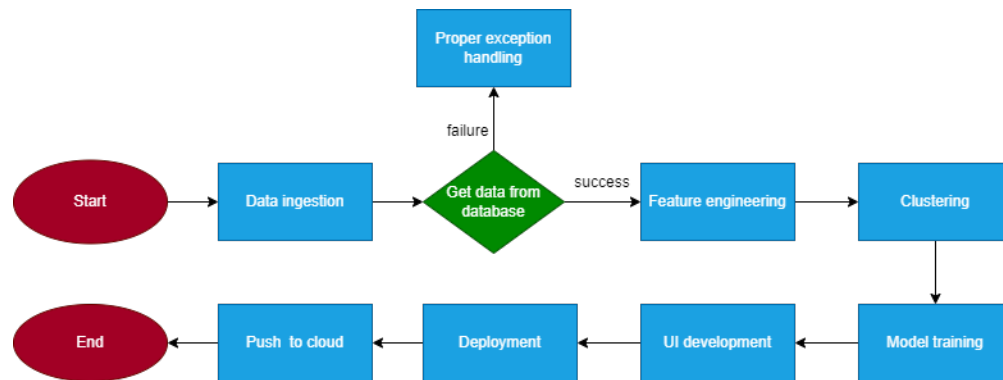 Proper exception
handling
failure
Start
Data ingestion
Get data from
database
success
Feature engineering
Clustering
End
Push to cloud
Deployment
UI development
Model training